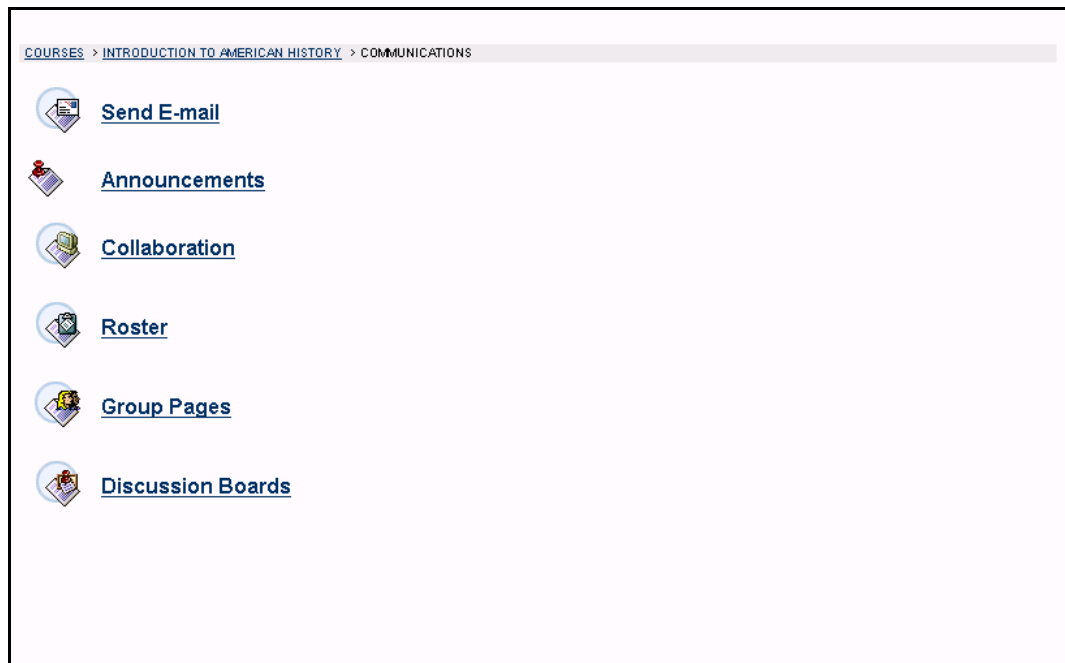 COURSES > INTRODUCTION TO AMERICAN HISTORY > COMMUNICATIONS
Send E-mail
Announcements
Collaboration
Roster
Group Pages
Discussion Boards